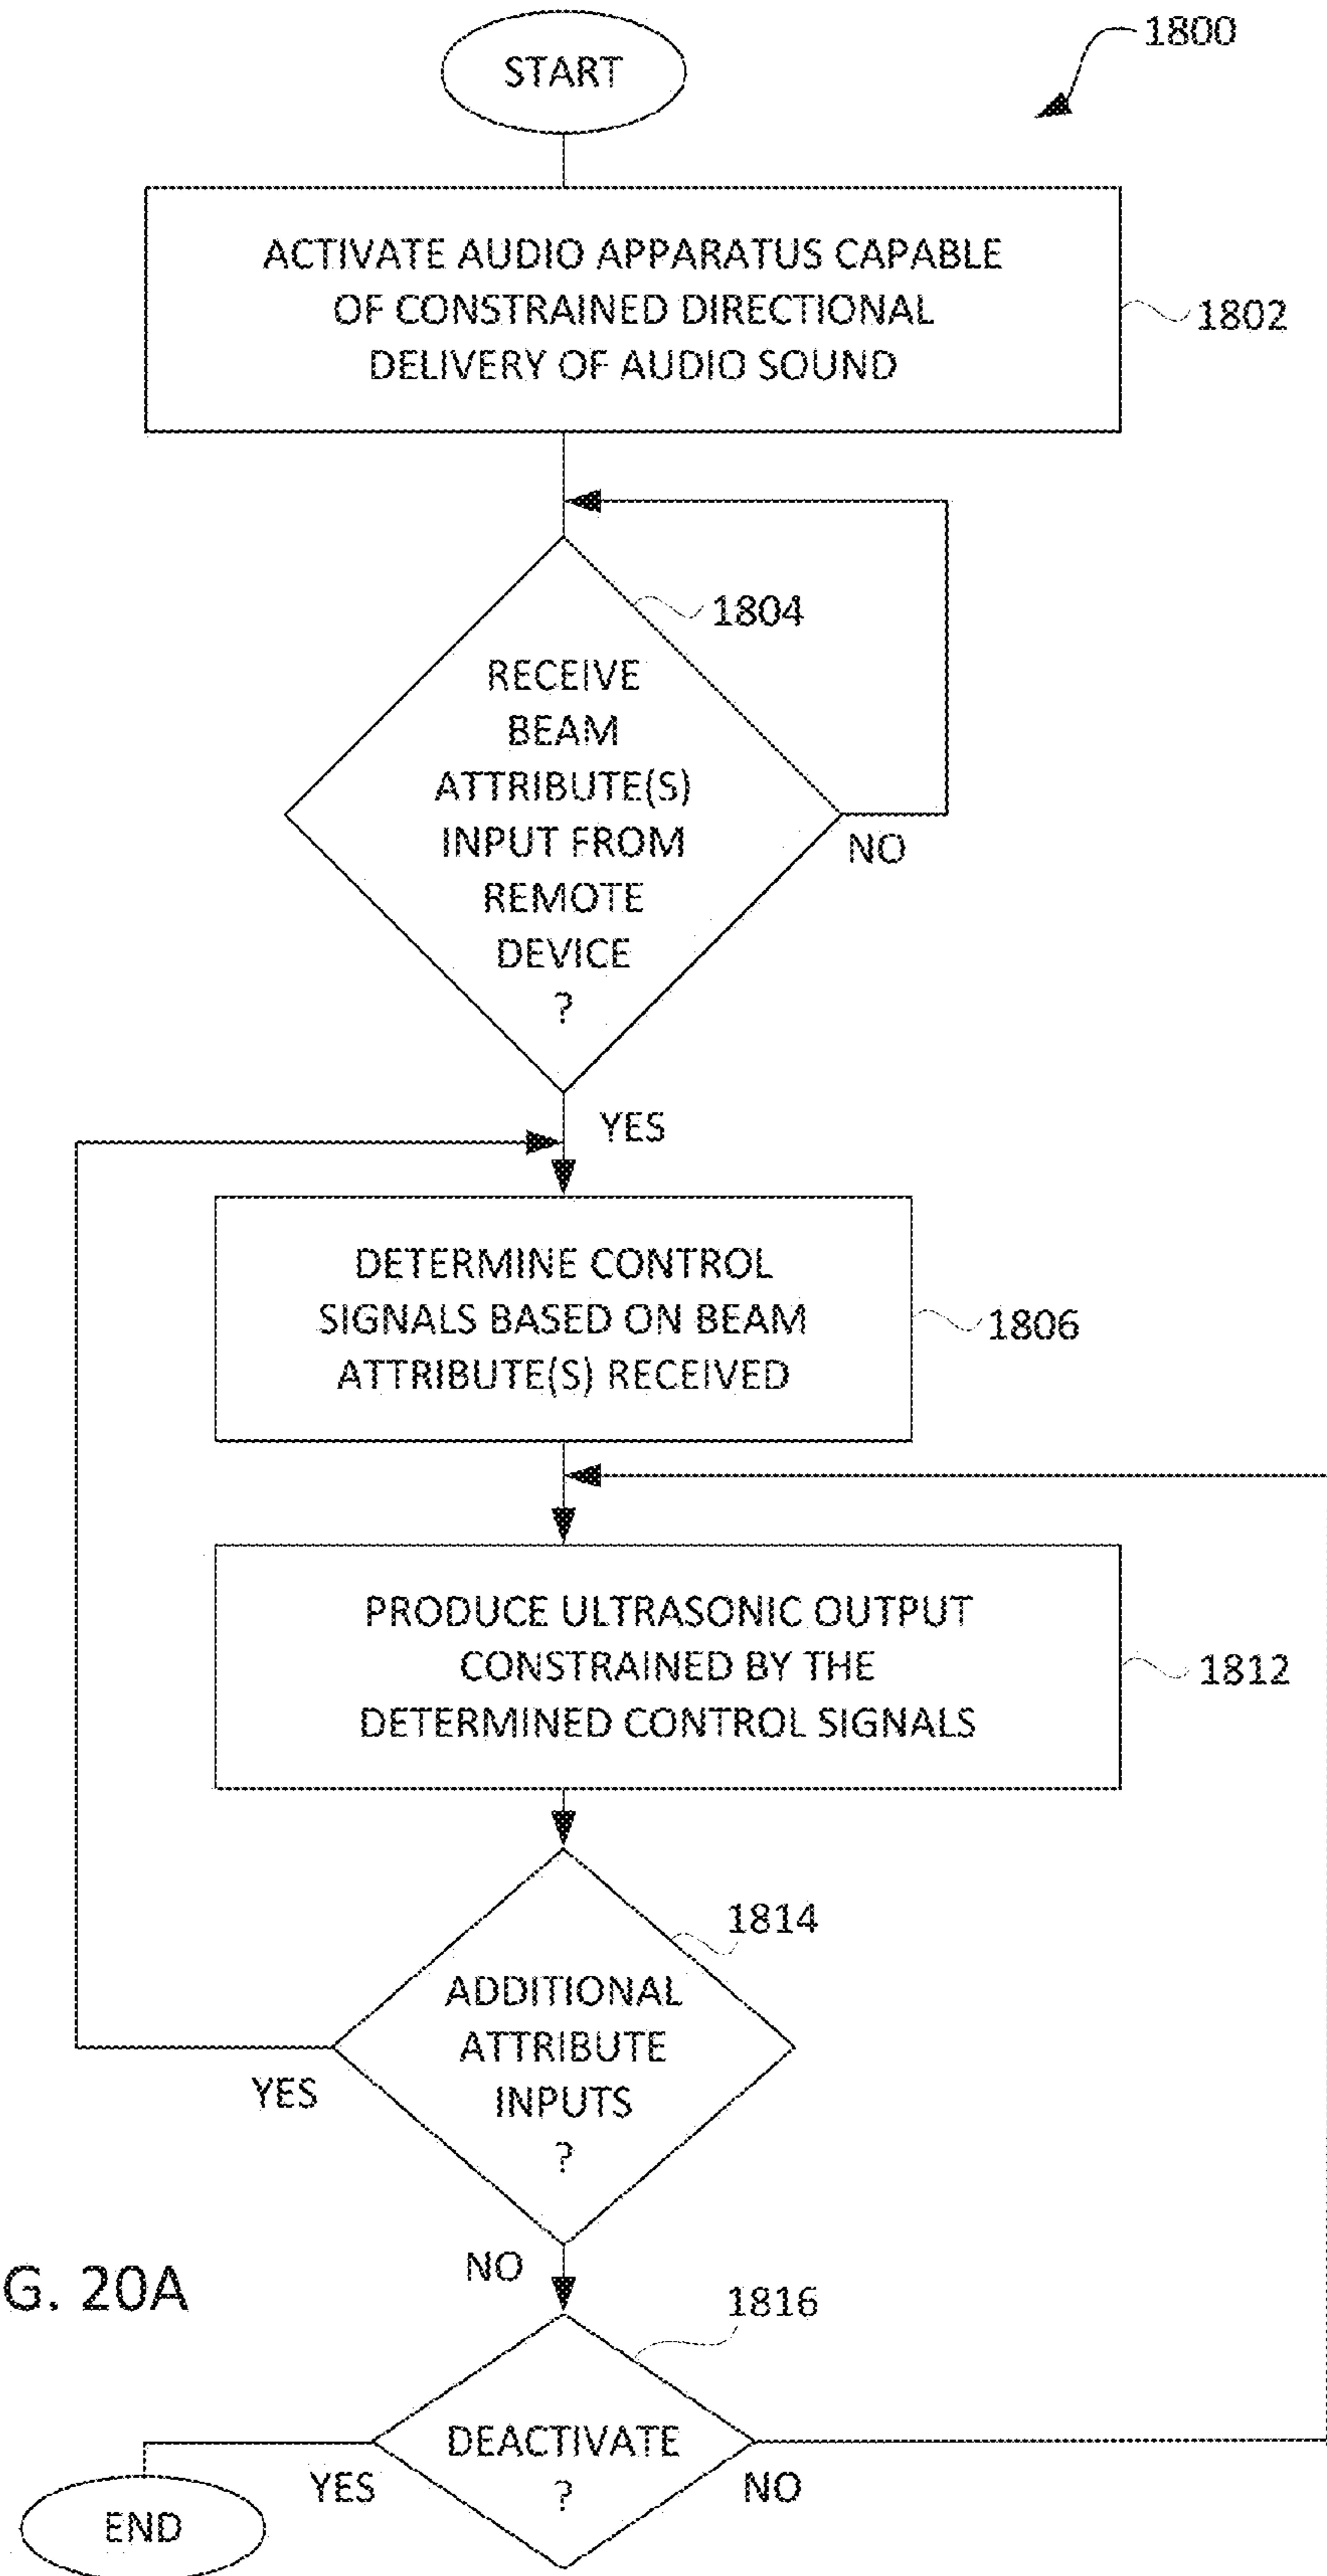 START
1800
ACTIVATE AUDIO APPARATUS CAPABLE
OF CONSTRAINED DIRECTIONAL
DELIVERY OF AUDIO SOUND
1802
1804
RECEIVE
BEAM
ATTRIBUTE(S)
INPUT FROM
REMOTE
DEVICE
?
NO
YES
DETERMINE CONTROL
SIGNALS BASED ON BEAM
ATTRIBUTE(S) RECEIVED
1806
PRODUCE ULTRASONIC OUTPUT
CONSTRAINED BY THE
DETERMINED CONTROL SIGNALS
1812
1814
ADDITIONAL
ATTRIBUTE
INPUTS
?
YES
NO
G. 20A
1816
DEACTIVATE
?
YES
NO
END